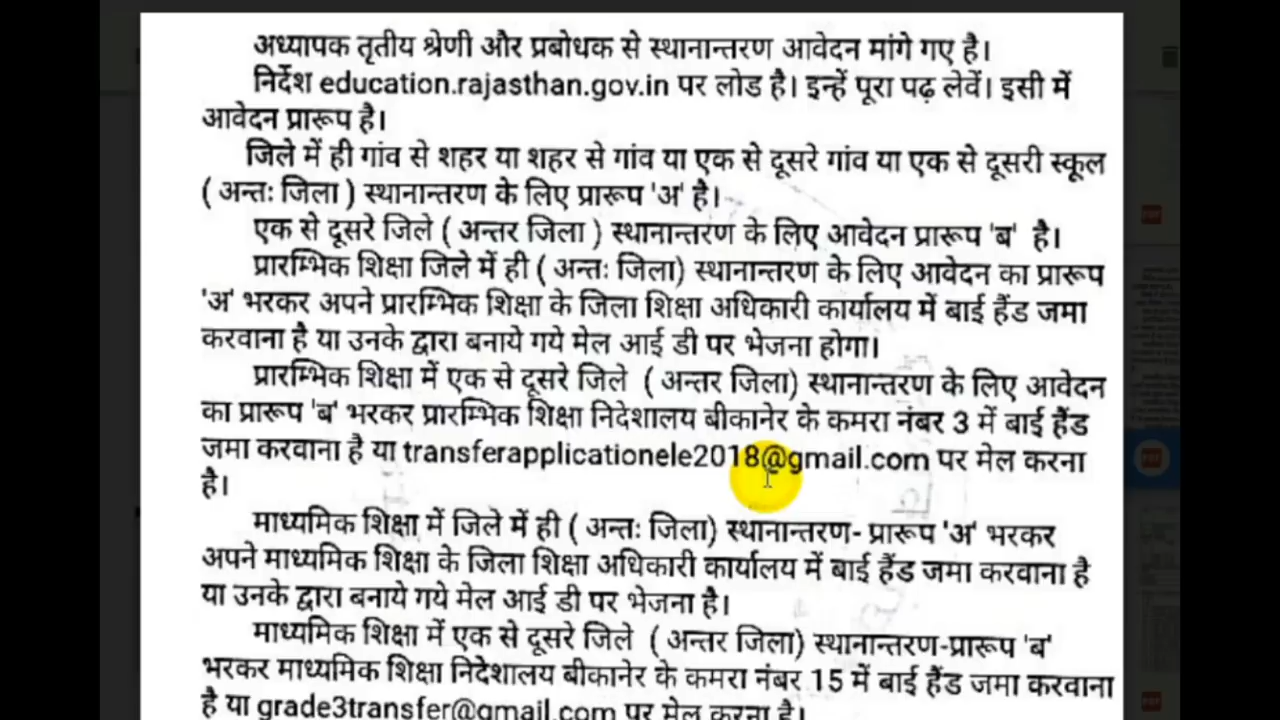 अध्यापक तृतीय श्रेणी और प्रबोधक से स्थानान्तरण आवेदन मांगे गए है।
निर्देश education.rajasthan.gov.in पर लोड है। इन्हें पूरा पढ़ लेवें। इसी में
आवेदन प्रारूप है।
जिले में ही गांव से शहर या शहर से गांव या एक से दूसरे गांव या एक से दूसरी स्कूल
( अन्तः जिला ) स्थानान्तरण के लिए प्रारूप 'अ' है।
एक से दूसरे जिले ( अन्तर जिला ) स्थानान्तरण के लिए आवेदन प्रारूप 'ब' है।
प्रारम्भिक शिक्षा जिले में ही ( अन्तः जिला) स्थानान्तरण के लिए आवेदन का प्रारूप
'अ' भरकर अपने प्रारम्भिक शिक्षा के जिला शिक्षा अधिकारी कार्यालय में बाई हैंड जमा
करवाना है या उनके द्वारा बनाये गये मेल आई डी पर भेजना होगा।
प्रारम्भिक शिक्षा में एक से दूसरे जिले ( अन्तर जिला) स्थानान्तरण के लिए आवेदन
का प्रारूप 'ब' भरकर प्रारम्भिक शिक्षा निदेशालय बीकानेर के कमरा नंबर 3 में बाई हैंड
जमा करवाना है या transferapplicationele2018@gmail.com पर मेल करना
है।
माध्यमिक शिक्षा में जिले में ही ( अन्तः जिला) स्थानान्तरण- प्रारूप 'अ' भरकर
अपने माध्यमिक शिक्षा के जिला शिक्षा अधिकारी कार्यालय में बाई हैंड जमा करवाना है
या उनके द्वारा बनाये गये मेल आई डी पर भेजना है।
माध्यमिक शिक्षा में एक से दूसरे जिले ( अन्तर जिला) स्थानान्तरण-प्रारूप 'ब'
भरकर माध्यमिक शिक्षा निदेशालय बीकानेर के कमरा नंबर 15 में बाई हैंड जमा करवाना
है या grade3transfer@gmail.com पर मेल करना है।